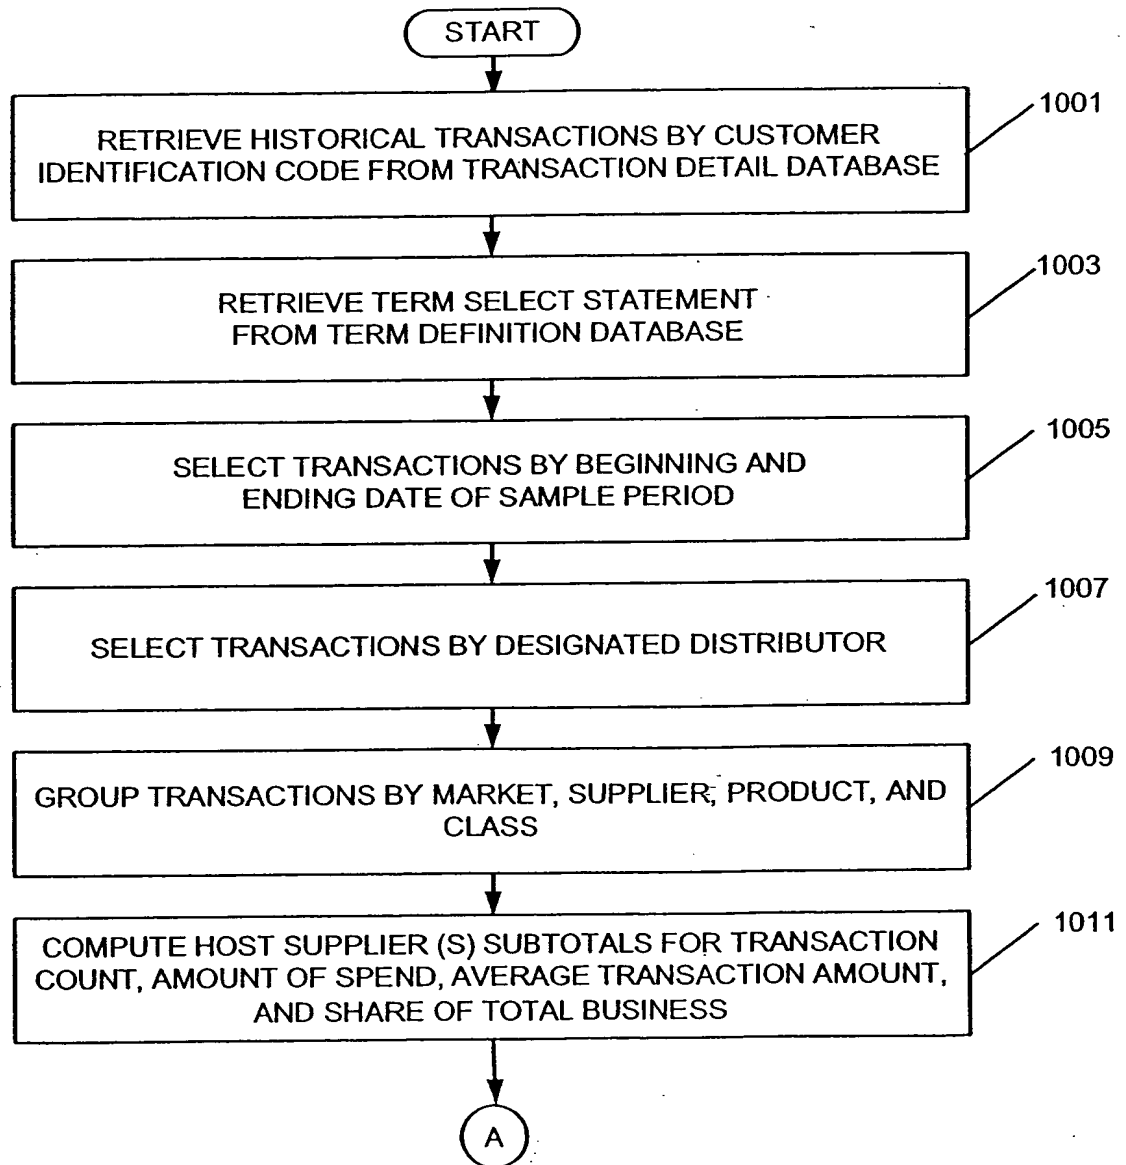 START
1001
RETRIEVE HISTORICAL TRANSACTIONS BY CUSTOMER
IDENTIFICATION CODE FROM TRANSACTION DETAIL DATABASE
1003
RETRIEVE TERM SELECT STATEMENT
FROM TERM DEFINITION DATABASE
1005
SELECT TRANSACTIONS BY BEGINNING AND
ENDING DATE OF SAMPLE PERIOD
1007
SELECT TRANSACTIONS BY DESIGNATED DISTRIBUTOR
1009
GROUP TRANSACTIONS BY MARKET, SUPPLIER, PRODUCT, AND
CLASS
1011
COMPUTE HOST SUPPLIER (S) SUBTOTALS FOR TRANSACTION
COUNT, AMOUNT OF SPEND, AVERAGE TRANSACTION AMOUNT,
AND SHARE OF TOTAL BUSINESS
A